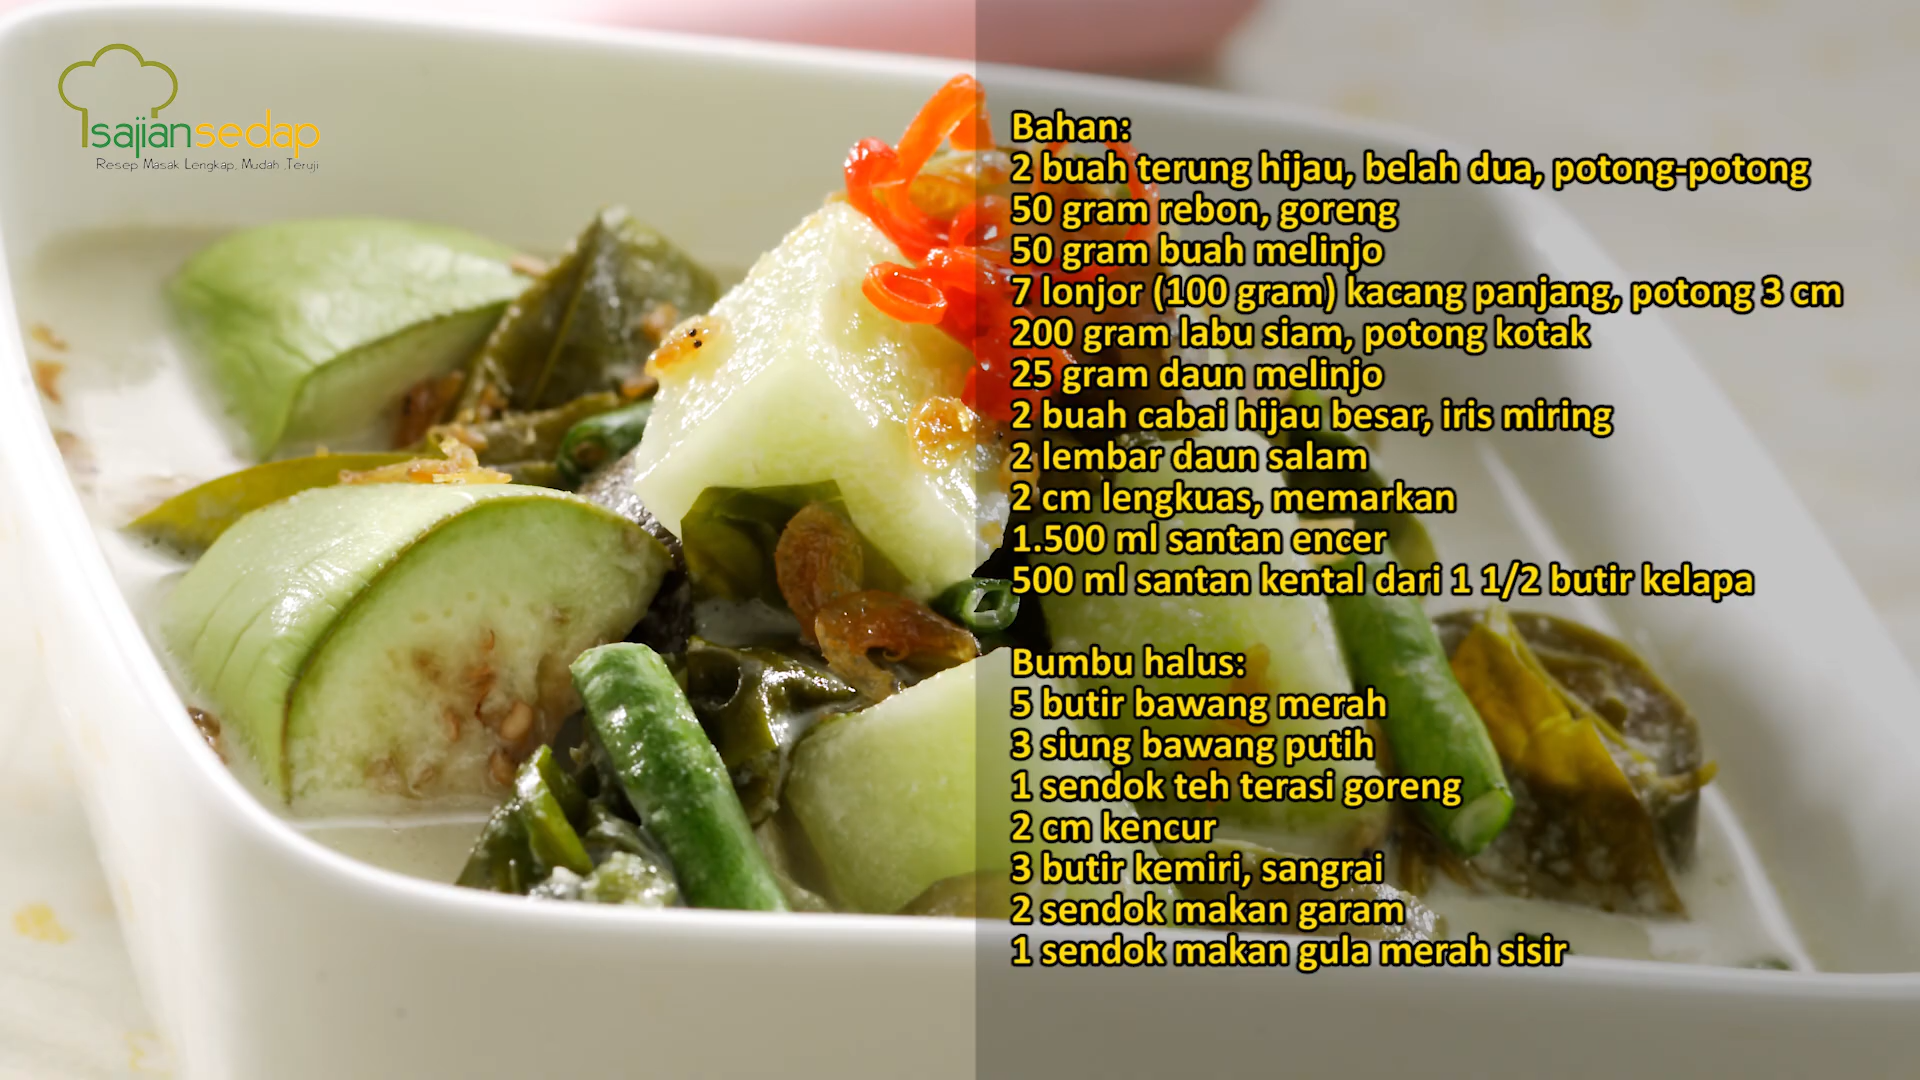 sajiansedap
Resep Masak Lengkap, Mudah, Teruji
Bahan:
2 buah terung hijau, belah dua, potong-potong
50 gram rebon, goreng
50 gram buah melinjo
7 lonjor (100 gram) kacang panjang, potong 3 cm
200 gram labu siam, potong kotak
25 gram daun melinjo
2 buah cabai hijau besar, iris miring
2 lembar daun salam
2 cm lengkuas, memarkan
1.500 ml santan encer
500 ml santan kental dari 1 1/2 butir kelapa
Bumbu halus:
5 butir bawang merah
3 siung bawang putih
1 sendok teh terasi goreng
2 cm kencur
3 butir kemiri, sangrai
2 sendok makan garam
1 sendok makan gula merah sisir